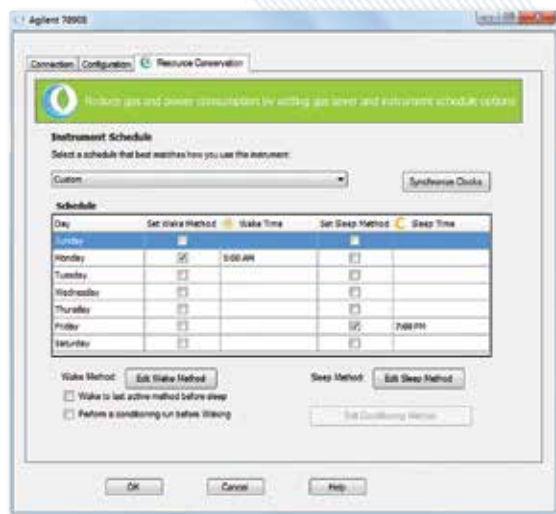 Agilent 7890B
Connection Configuration Resource Conservation
Reduce gas and power consumption by setting gas saver and instrument schedule options
Instrument Schedule
Select a schedule that best matches how you use the instrument:
Custom Synchronize Clocks
Schedule
Day Set Wake Method Wake Time Set Sleep Method Sleep Time
Sunday
Monday 5:00 AM
Tuesday
Wednesday
Thursday
Friday 7:00 PM
Saturday
Wake Method: Edit Wake Method Sleep Method: Edit Sleep Method
Wake to last active method before sleep
Perform a conditioning run before Waking Edit Conditioning Method
OK Cancel Help